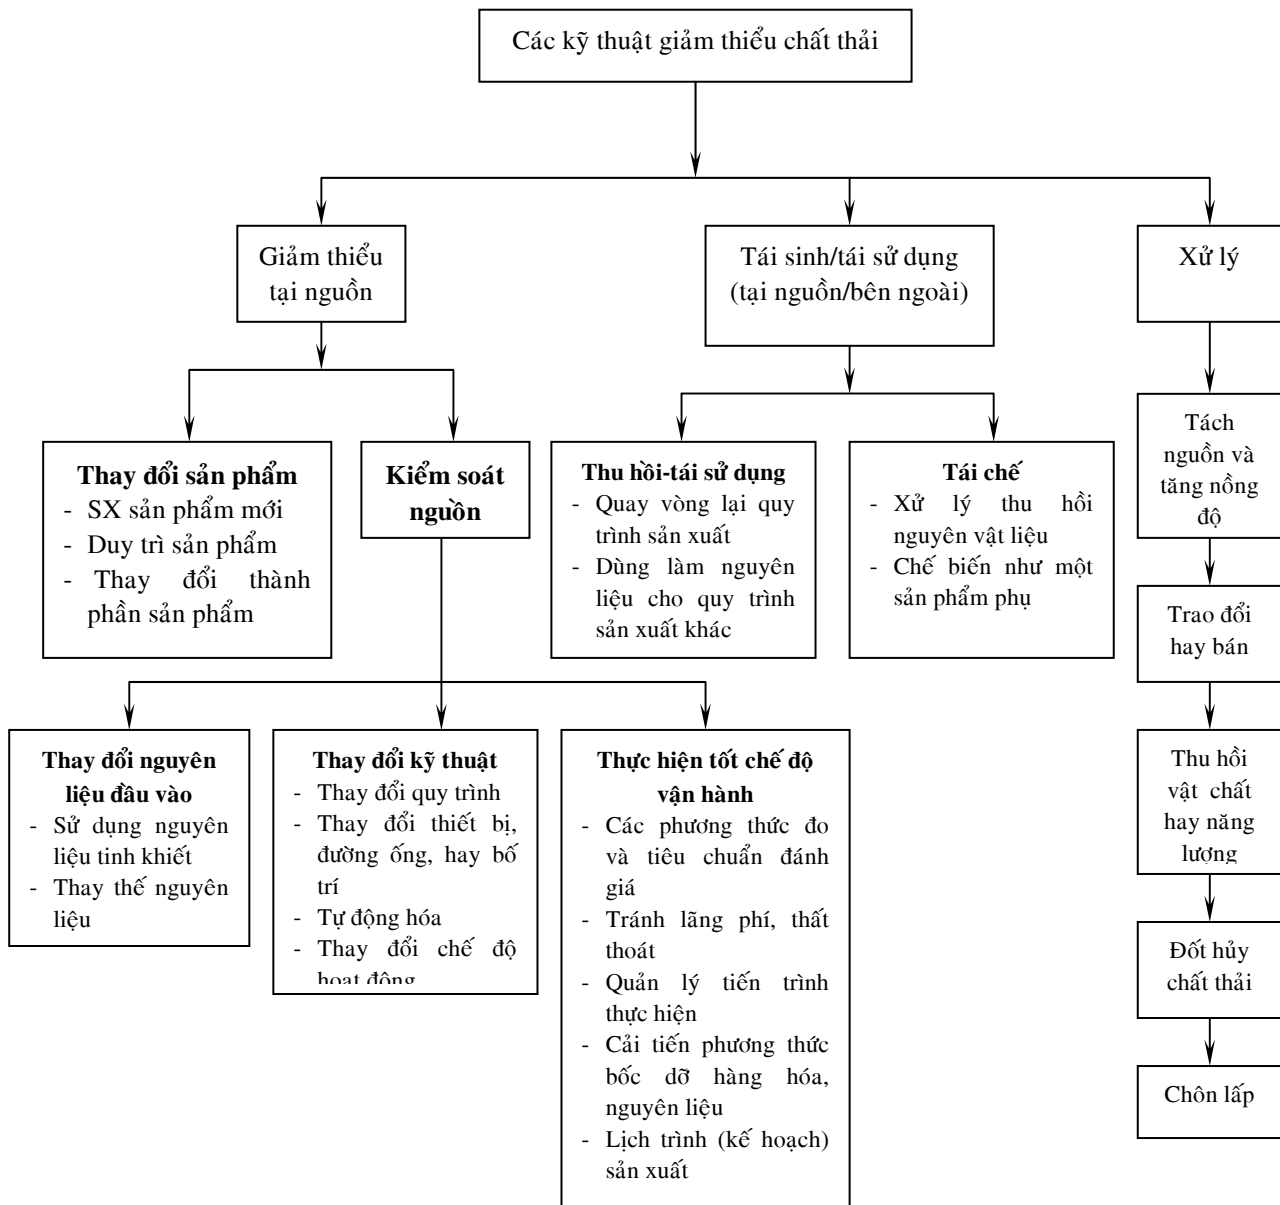 Các kỹ thuật giảm thiểu chất thải
Giảm thiểu
tại nguồn
Tái sinh/tái sử dụng
(tại nguồn/bên ngoài)
Xử lý
Thay đổi sản phẩm
- SX sản phẩm mới
- Duy trì sản phẩm
- Thay đổi thành
phần sản phẩm
Kiểm soát
nguồn
Thu hồi-tái sử dụng
- Quay vòng lại quy
trình sản xuất
- Dùng làm nguyên
liệu cho quy trình
sản xuất khác
Tái chế
- Xử lý thu hồi
nguyên vật liệu
- Chế biến như một
sản phẩm phụ
Tách
nguồn và
tăng nồng
độ
Trao đổi
hay bán
Thu hồi
vật chất
hay năng
lượng
Đốt hủy
chất thải
Chôn lấp
Thay đổi nguyên
liệu đầu vào
- Sử dụng nguyên
liệu tinh khiết
- Thay thế nguyên
liệu
Thay đổi kỹ thuật
- Thay đổi quy trình
- Thay đổi thiết bị,
đường ống, hay bố
trí
- Tự động hóa
- Thay đổi chế độ
hoạt động
Thực hiện tốt chế độ
vận hành
- Các phương thức đo
và tiêu chuẩn đánh
giá
- Tránh lãng phí, thất
thoát
- Quản lý tiến trình
thực hiện
- Cải tiến phương thức
bốc dỡ hàng hóa,
nguyên liệu
- Lịch trình (kế hoạch)
sản xuất